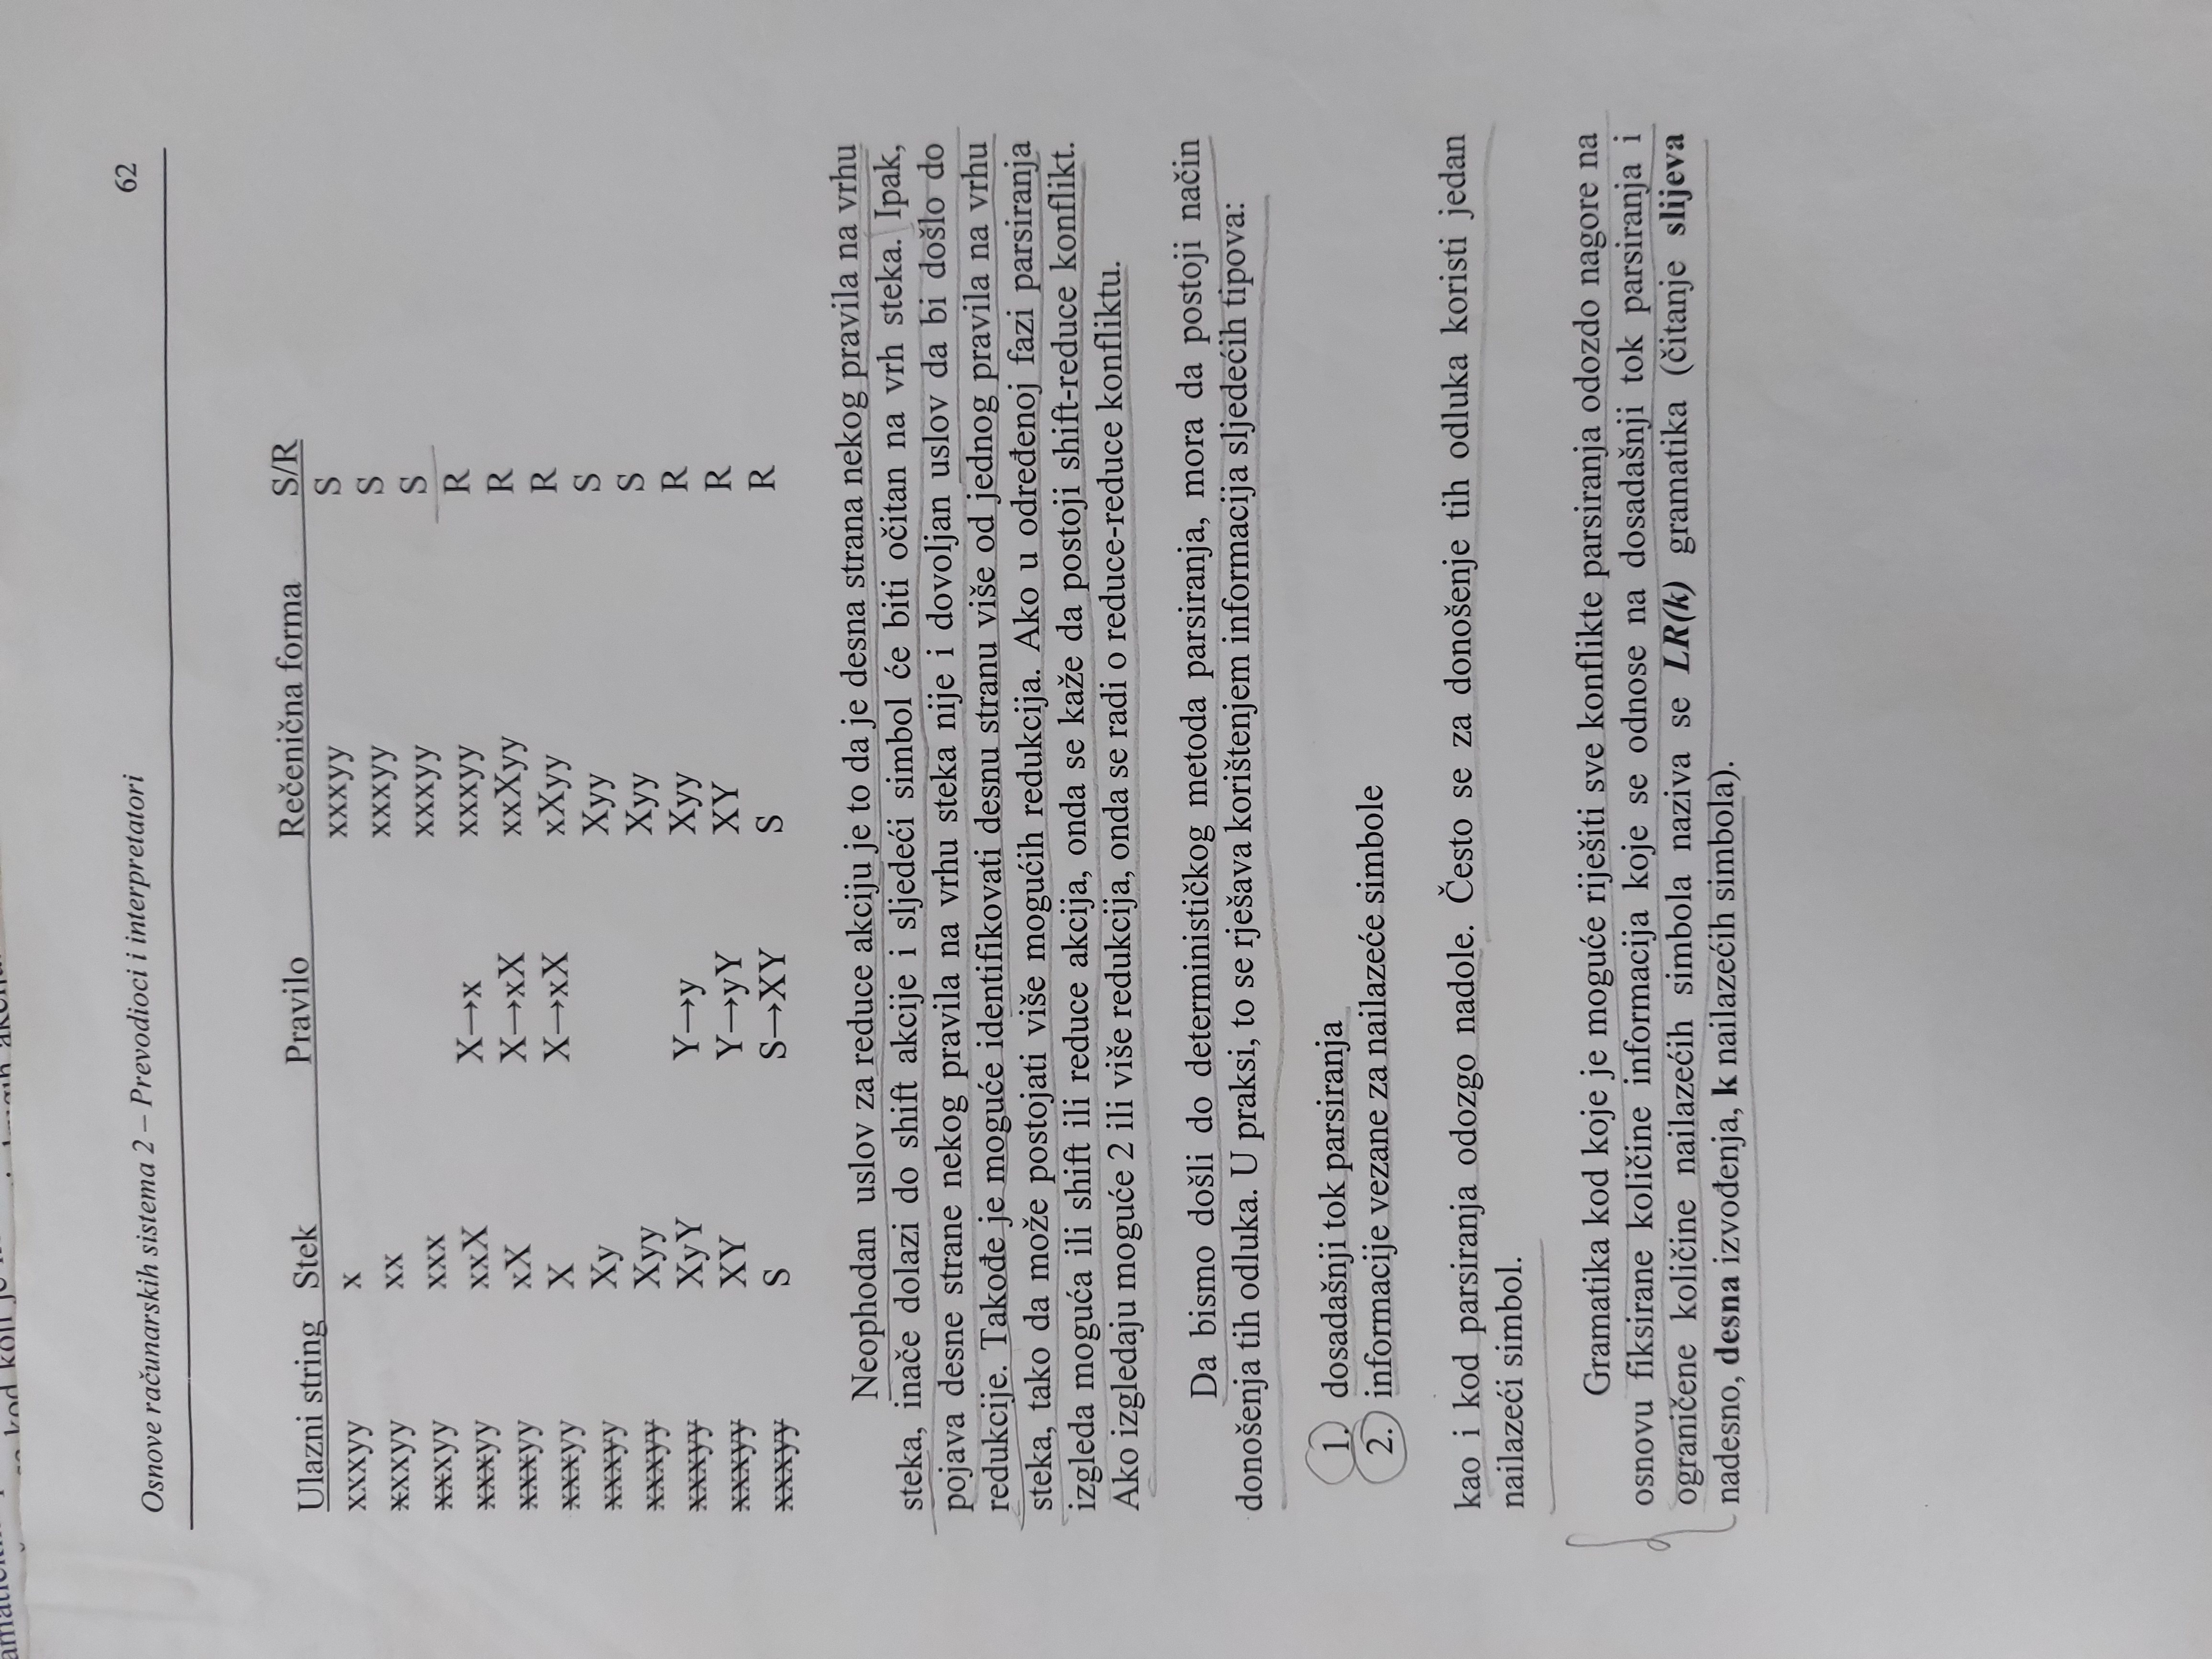 kod koji je
Osnove računarskih sistema 2 – Prevodioci i interpretatori 62
Ulazni string Stek Pravilo Rečenična forma S/R
xxxyy x xxxyy S
xxxyy xx xxxyy S
xxxyy xxx xxxyy S
xxxyy xxX X→x xxxyy R
xxxyy xX X→xX xxXyy R
xxxyy X X→xX xXyy R
xxxyy Xy Xyy S
xxxyy Xyy Xyy S
xxxyy XyY Y→y Xyy R
xxxyy XY Y→yY XY R
xxxyy S S→XY S R
Neophodan uslov za reduce akciju je to da je desna strana nekog pravila na vrhu
steka, inače dolazi do shift akcije i sljedeći simbol će biti očitan na vrh steka. Ipak,
pojava desne strane nekog pravila na vrhu steka nije i dovoljan uslov da bi došlo do
redukcije. Takođe je moguće identifikovati desnu stranu više od jednog pravila na vrhu
steka, tako da može postojati više mogućih redukcija. Ako u određenoj fazi parsiranja
izgleda moguća ili shift ili reduce akcija, onda se kaže da postoji shift-reduce konflikt.
Ako izgledaju moguće 2 ili više redukcija, onda se radi o reduce-reduce konfliktu.
Da bismo došli do determinističkog metoda parsiranja, mora da postoji način
donošenja tih odluka. U praksi, to se rješava korištenjem informacija sljedećih tipova:
1. dosadašnji tok parsiranja
2. informacije vezane za nailazeće simbole
kao i kod parsiranja odozgo nadole. Često se za donošenje tih odluka koristi jedan
nailazeći simbol.
Gramatika kod koje je moguće riješiti sve konflikte parsiranja odozdo nagore na
osnovu fiksirane količine informacija koje se odnose na dosadašnji tok parsiranja i
ograničene količine nailazećih simbola naziva se LR(k) gramatika (čitanje slijeva
nadesno, desna izvođenja, k nailazećih simbola).